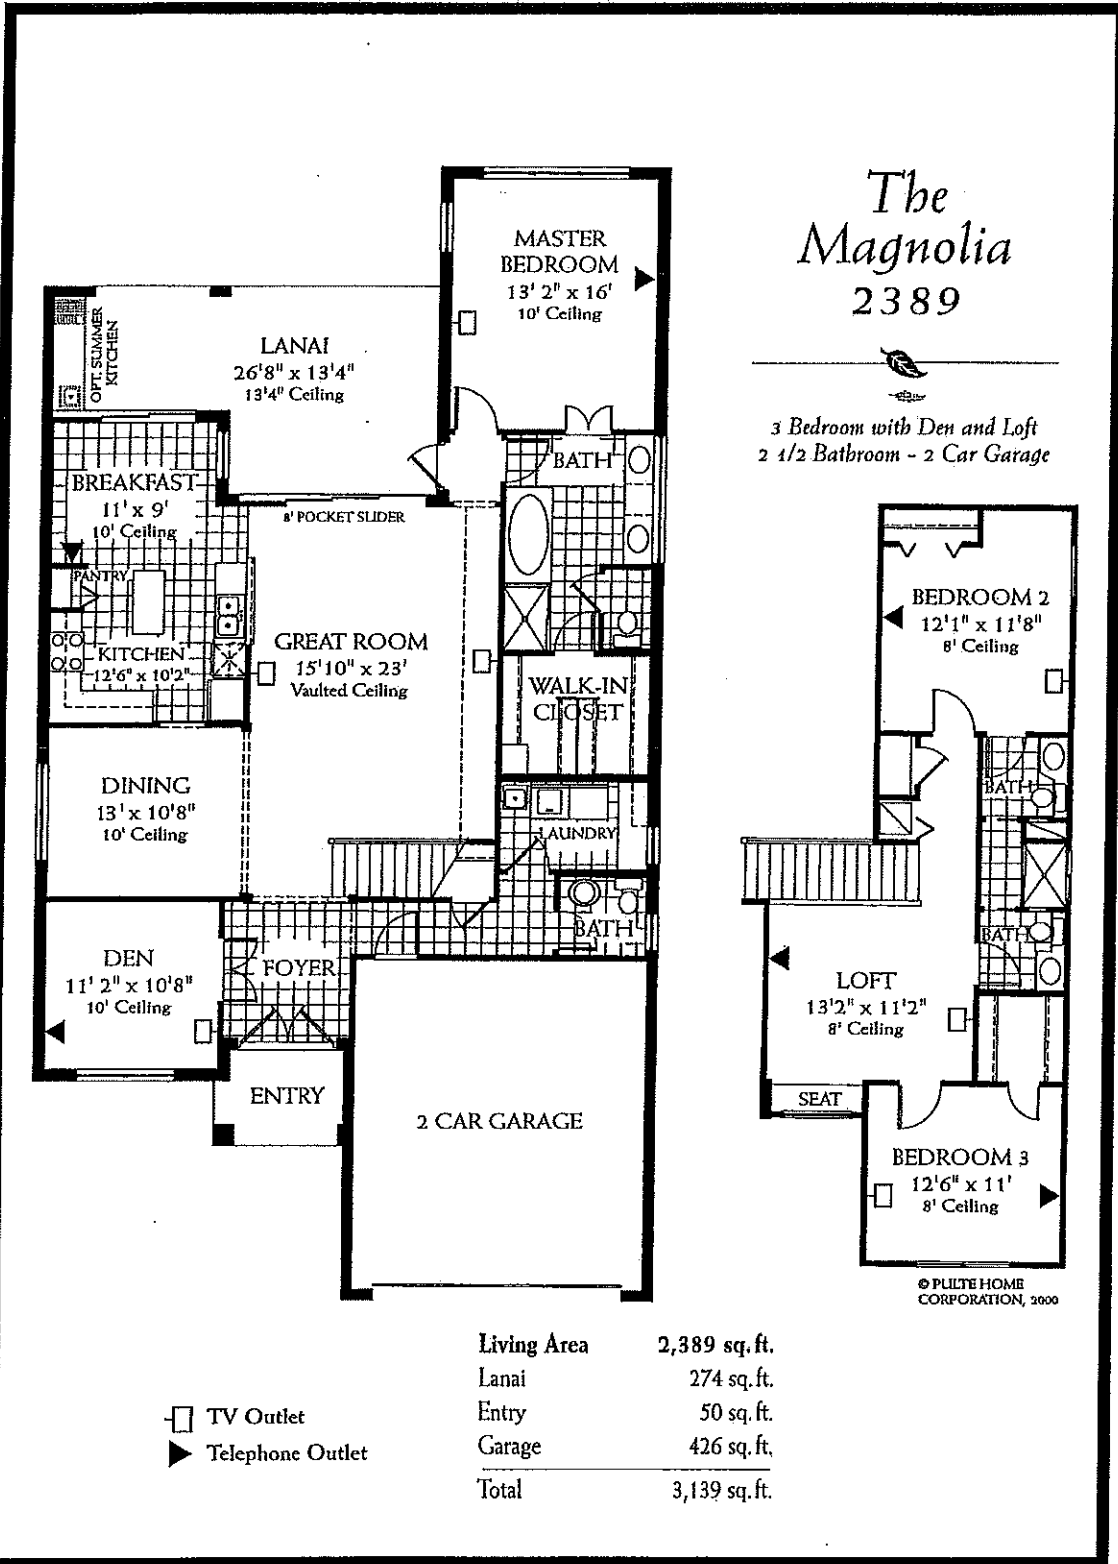 The
Magnolia
2389
3 Bedroom with Den and Loft
2 1/2 Bathroom - 2 Car Garage
MASTER
BEDROOM
13' 2" x 16'
10' Ceiling
OPT. SUMMER
KITCHEN
LANAI
26'8" x 13'4"
13'4" Ceiling
BREAKFAST
11' x 9'
10' Ceiling
BATH
8' POCKET SLIDER
PANTRY
KITCHEN
12'6" x 10'2"
GREAT ROOM
15'10" x 23'
Vaulted Ceiling
WALK-IN
CLOSET
DINING
13' x 10'8"
10' Ceiling
LAUNDRY
BATH
DEN
11' 2" x 10'8"
10' Ceiling
FOYER
ENTRY
2 CAR GARAGE
BEDROOM 2
12'1" x 11'8"
8' Ceiling
BATH
BATH
LOFT
13'2" x 11'2"
8' Ceiling
SEAT
BEDROOM 3
12'6" x 11'
8' Ceiling
© PULTE HOME
CORPORATION, 2000
Living Area 2,389 sq.ft.
Lanai 274 sq.ft.
Entry 50 sq.ft.
Garage 426 sq.ft.
Total 3,139 sq.ft.
TV Outlet
Telephone Outlet